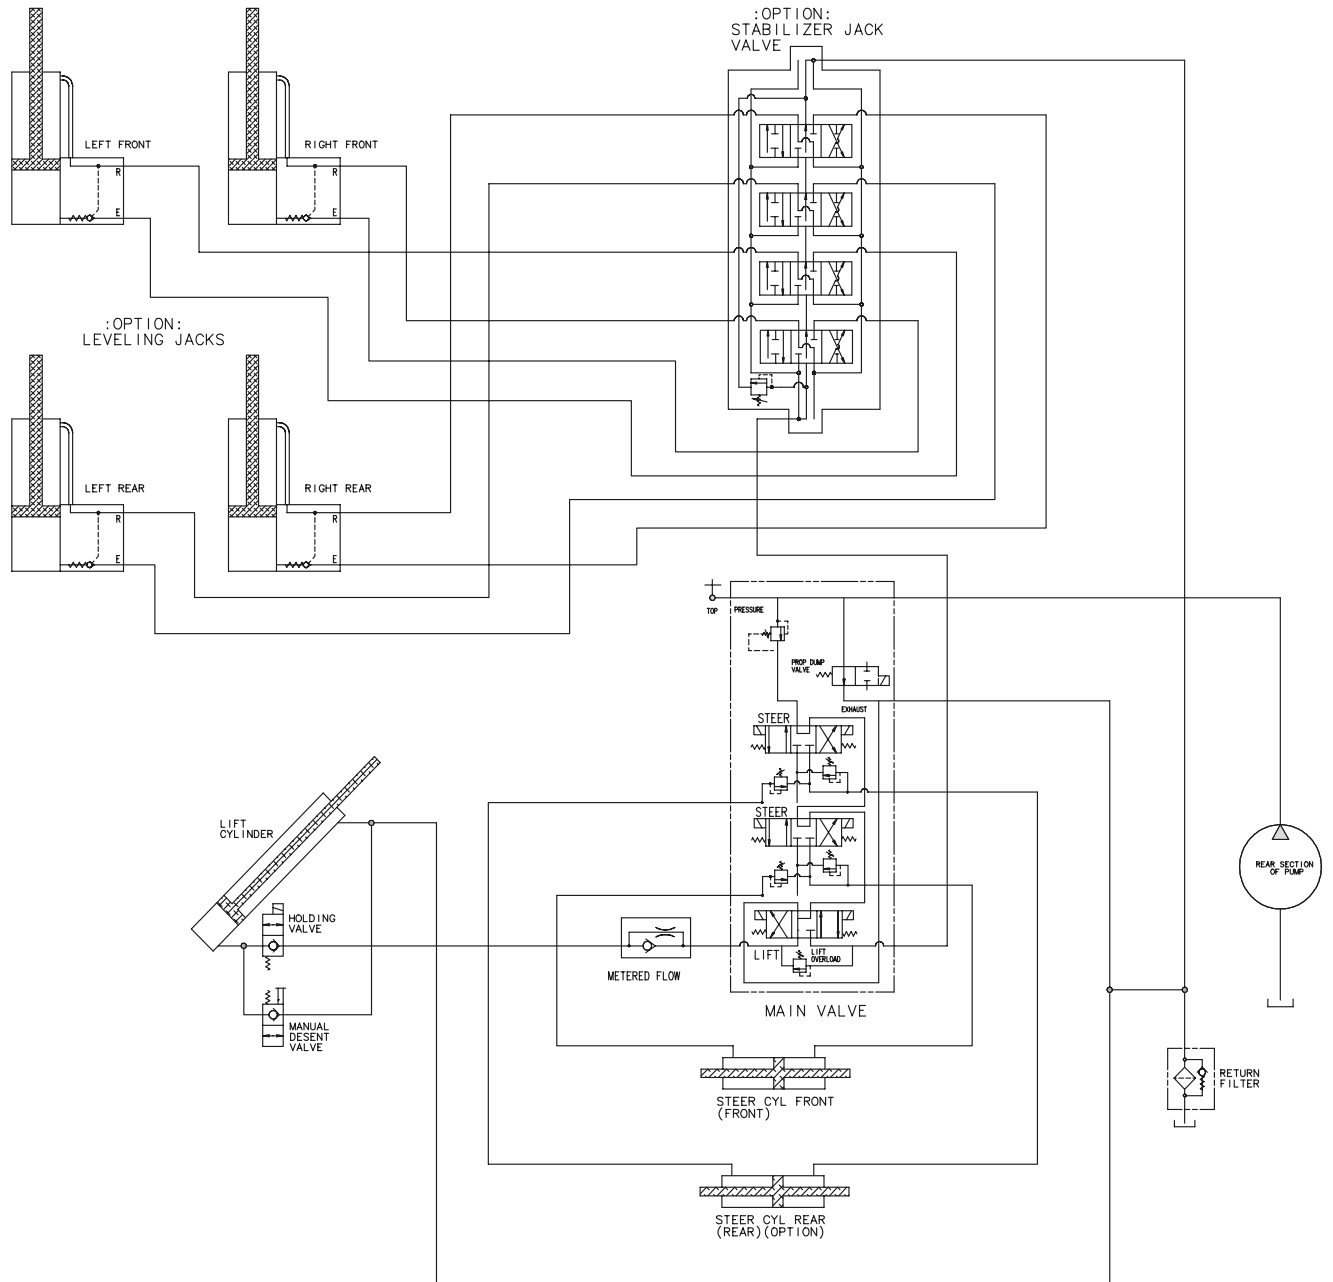 :OPTION:
STABILIZER JACK
VALVE
LEFT FRONT
R
E
RIGHT FRONT
R
E
:OPTION:
LEVELING JACKS
LEFT REAR
R
E
RIGHT REAR
R
E
TOP
PRESSURE
PROP DUMP
VALVE
EXHAUST
STEER
STEER
LIFT
CYLINDER
REAR SECTION
OF PUMP
HOLDING
VALVE
LIFT
LIFT
OVERLOAD
METERED FLOW
MAIN VALVE
MANUAL
DESENT
VALVE
RETURN
FILTER
STEER CYL FRONT
(FRONT)
STEER CYL REAR
(REAR)(OPTION)